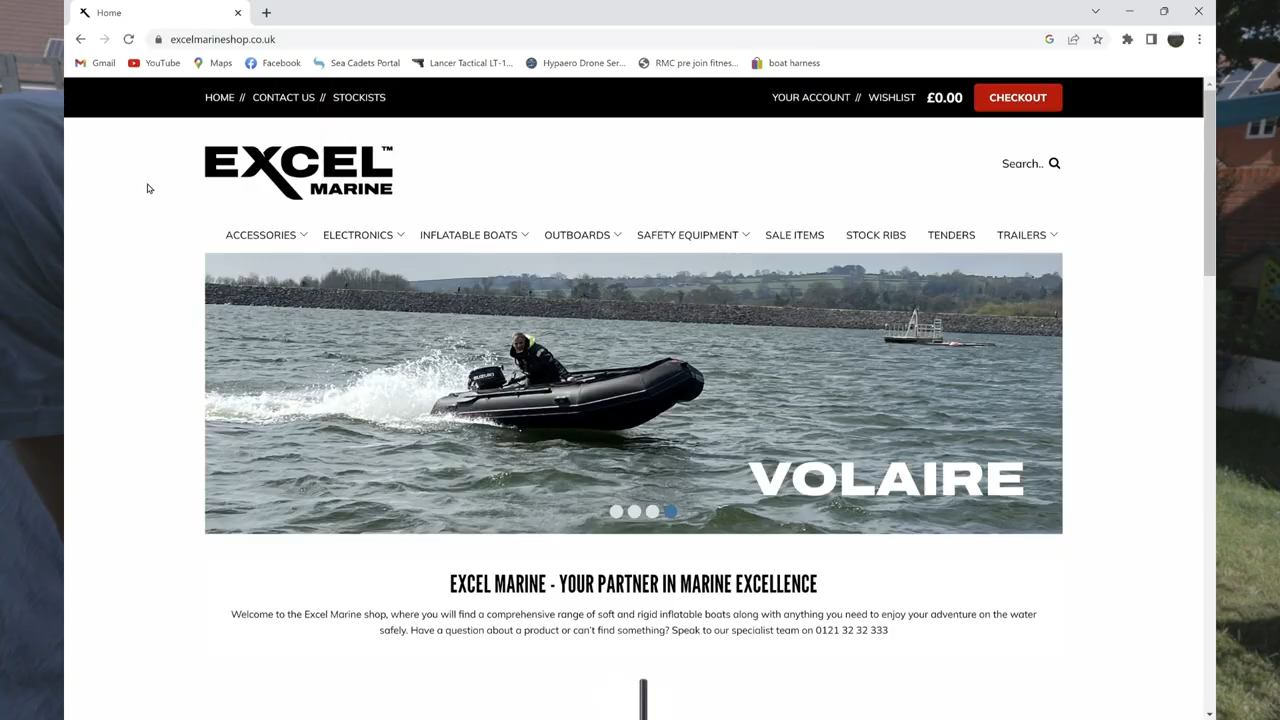 Home
excelmarineshop.co.uk
Gmail YouTube Maps Facebook Sea Cadets Portal Lancer Tactical LT-1... Hypaero Drone Ser... RMC pre join fitnes... boat harness
HOME // CONTACT US // STOCKISTS YOUR ACCOUNT // WISHLIST £0.00 CHECKOUT
EXCEL™
MARINE
Search..
ACCESSORIES ELECTRONICS INFLATABLE BOATS OUTBOARDS SAFETY EQUIPMENT SALE ITEMS STOCK RIBS TENDERS TRAILERS
SUZUKI
VOLAIRE
EXCEL MARINE - YOUR PARTNER IN MARINE EXCELLENCE
Welcome to the Excel Marine shop, where you will find a comprehensive range of soft and rigid inflatable boats along with anything you need to enjoy your adventure on the water
safely. Have a question about a product or can't find something? Speak to our specialist team on 0121 32 32 333